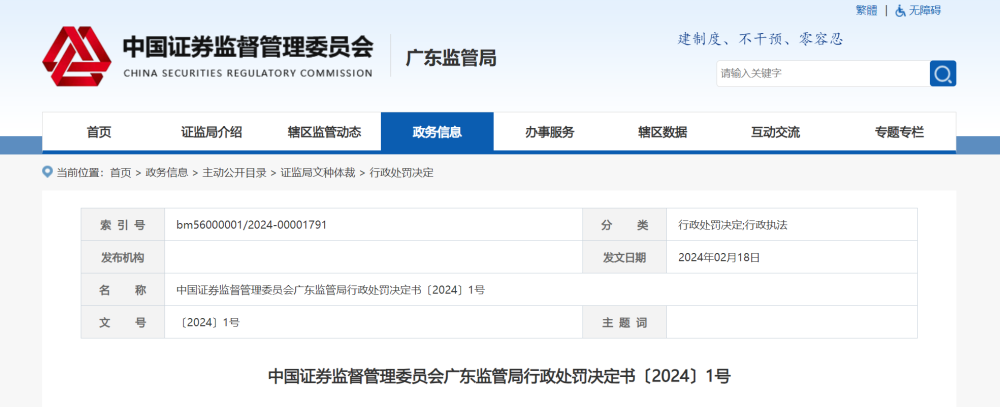 繁體 | 无障碍
中国证券监督管理委员会
CHINA SECURITIES REGULATORY COMMISSION
广东监管局
建制度、不干预、零容忍
请输入关键字
首页 证监局介绍 辖区监管动态 政务信息 办事服务 辖区数据 互动交流 专题专栏
当前位置：首页 > 政务信息 > 主动公开目录 > 证监局文种体裁 > 行政处罚决定
索 引 号 bm56000001/2024-00001791 分 类 行政处罚决定;行政执法
发布机构 发文日期 2024年02月18日
名 称 中国证券监督管理委员会广东监管局行政处罚决定书〔2024〕1号
文 号 〔2024〕1号 主 题 词
中国证券监督管理委员会广东监管局行政处罚决定书〔2024〕1号